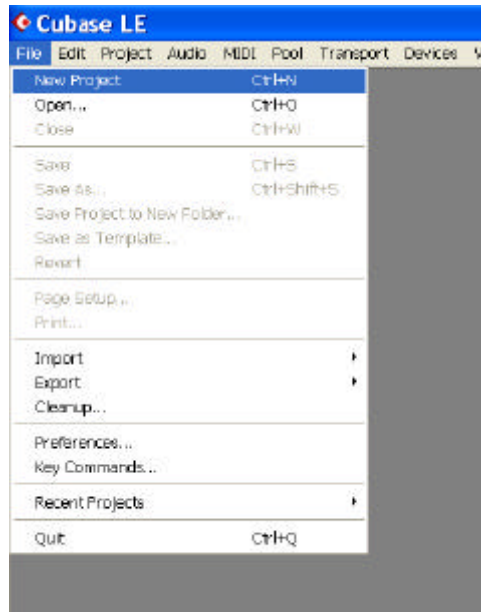 Cubase LE
File Edit Project Audio MIDI Pool Transport Devices
New Project Ctrl+N
Open... Ctrl+O
Close Ctrl+W
Save Ctrl+S
Save As... Ctrl+Shift+S
Save Project to New Folder...
Save as Template...
Revert
Page Setup...
Print...
Import
Export
Cleanup...
Preferences...
Key Commands...
Recent Projects
Quit Ctrl+Q